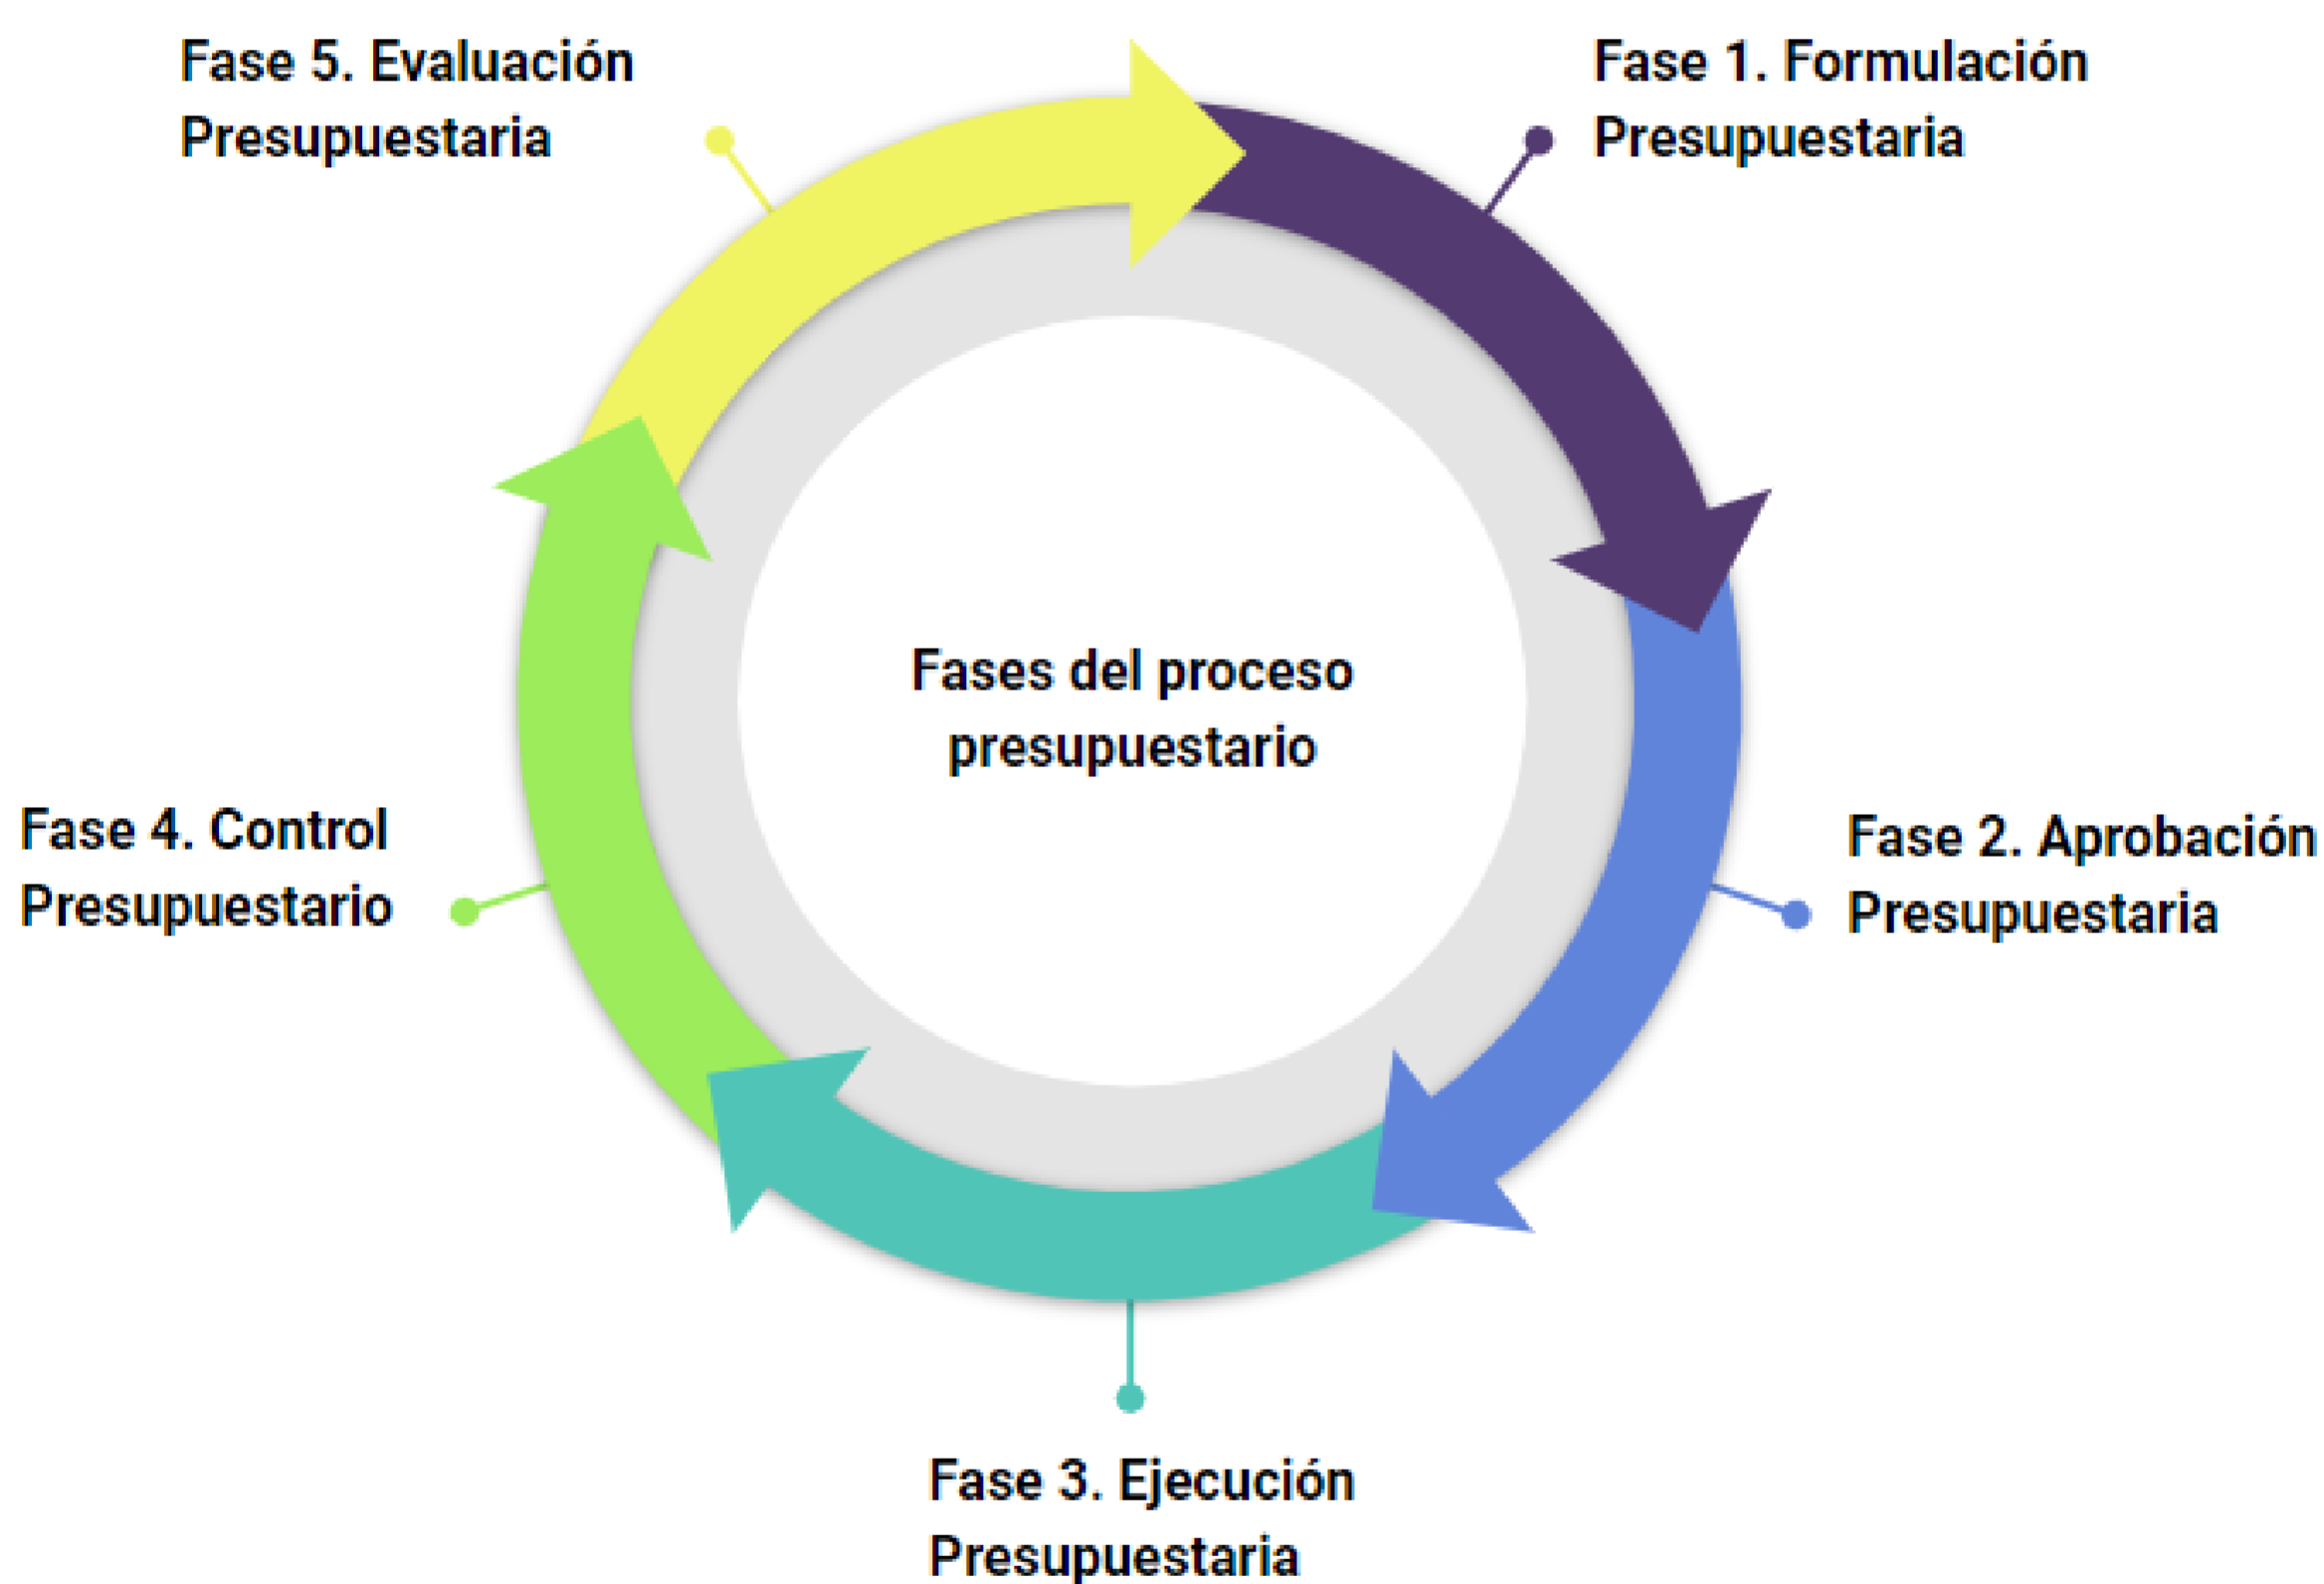 Fase 5. Evaluación
Presupuestaria
Fase 1. Formulación
Presupuestaria
Fases del proceso
presupuestario
Fase 4. Control
Presupuestario
Fase 2. Aprobación
Presupuestaria
Fase 3. Ejecución
Presupuestaria